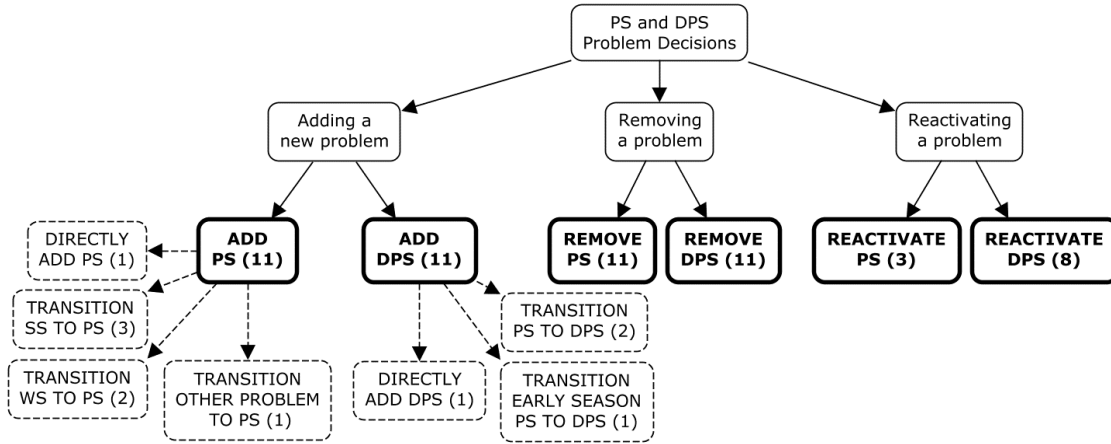 PS and DPS
Problem Decisions
Adding a
new problem
Removing
a problem
Reactivating
a problem
ADD
PS (11)
ADD
DPS (11)
REMOVE
PS (11)
REMOVE
DPS (11)
REACTIVATE
PS (3)
REACTIVATE
DPS (8)
DIRECTLY
ADD PS (1)
TRANSITION
SS TO PS (3)
TRANSITION
WS TO PS (2)
TRANSITION
OTHER PROBLEM
TO PS (1)
DIRECTLY
ADD DPS (1)
TRANSITION
EARLY SEASON
PS TO DPS (1)
TRANSITION
PS TO DPS (2)